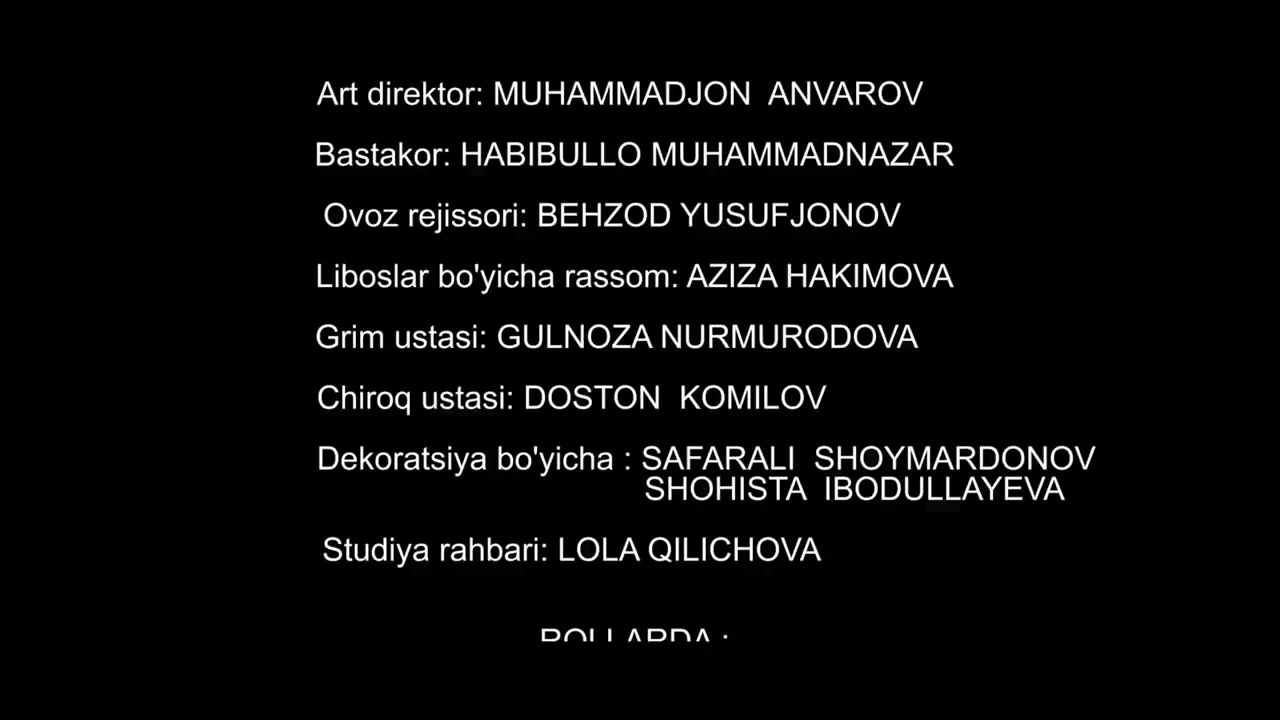 Art direktor: MUHAMMADJON ANVAROV
Bastakor: HABIBULLO MUHAMMADNAZAR
Ovoz rejissori: BEHZOD YUSUFJONOV
Liboslar bo'yicha rassom: AZIZA HAKIMOVA
Grim ustasi: GULNOZA NURMURODOVA
Chiroq ustasi: DOSTON KOMILOV
Dekoratsiya bo'yicha : SAFARALI SHOYMARDONOV
SHOHISTA IBODULLAYEVA
Studiya rahbari: LOLA QILICHOVA
ROLLARDA :